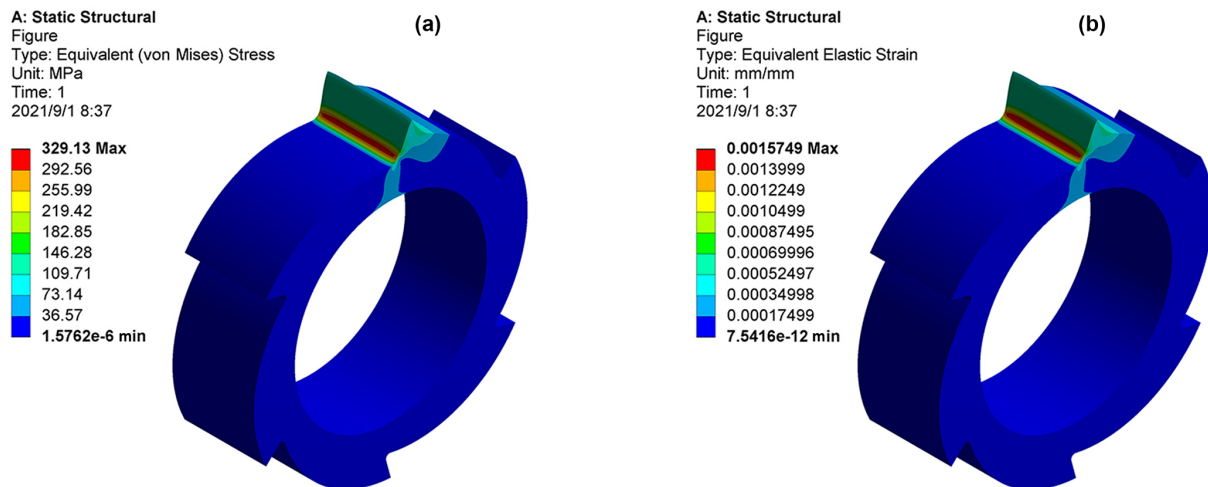 A: Static Structural
Figure
Type: Equivalent (von Mises) Stress
Unit: MPa
Time: 1
2021/9/1 8:37
(a)
329.13 Max
292.56
255.99
219.42
182.85
146.28
109.71
73.14
36.57
1.5762e-6 min
A: Static Structural
Figure
Type: Equivalent Elastic Strain
Unit: mm/mm
Time: 1
2021/9/1 8:37
(b)
0.0015749 Max
0.0013999
0.0012249
0.0010499
0.00087495
0.00069996
0.00052497
0.00034998
0.00017499
7.5416e-12 min